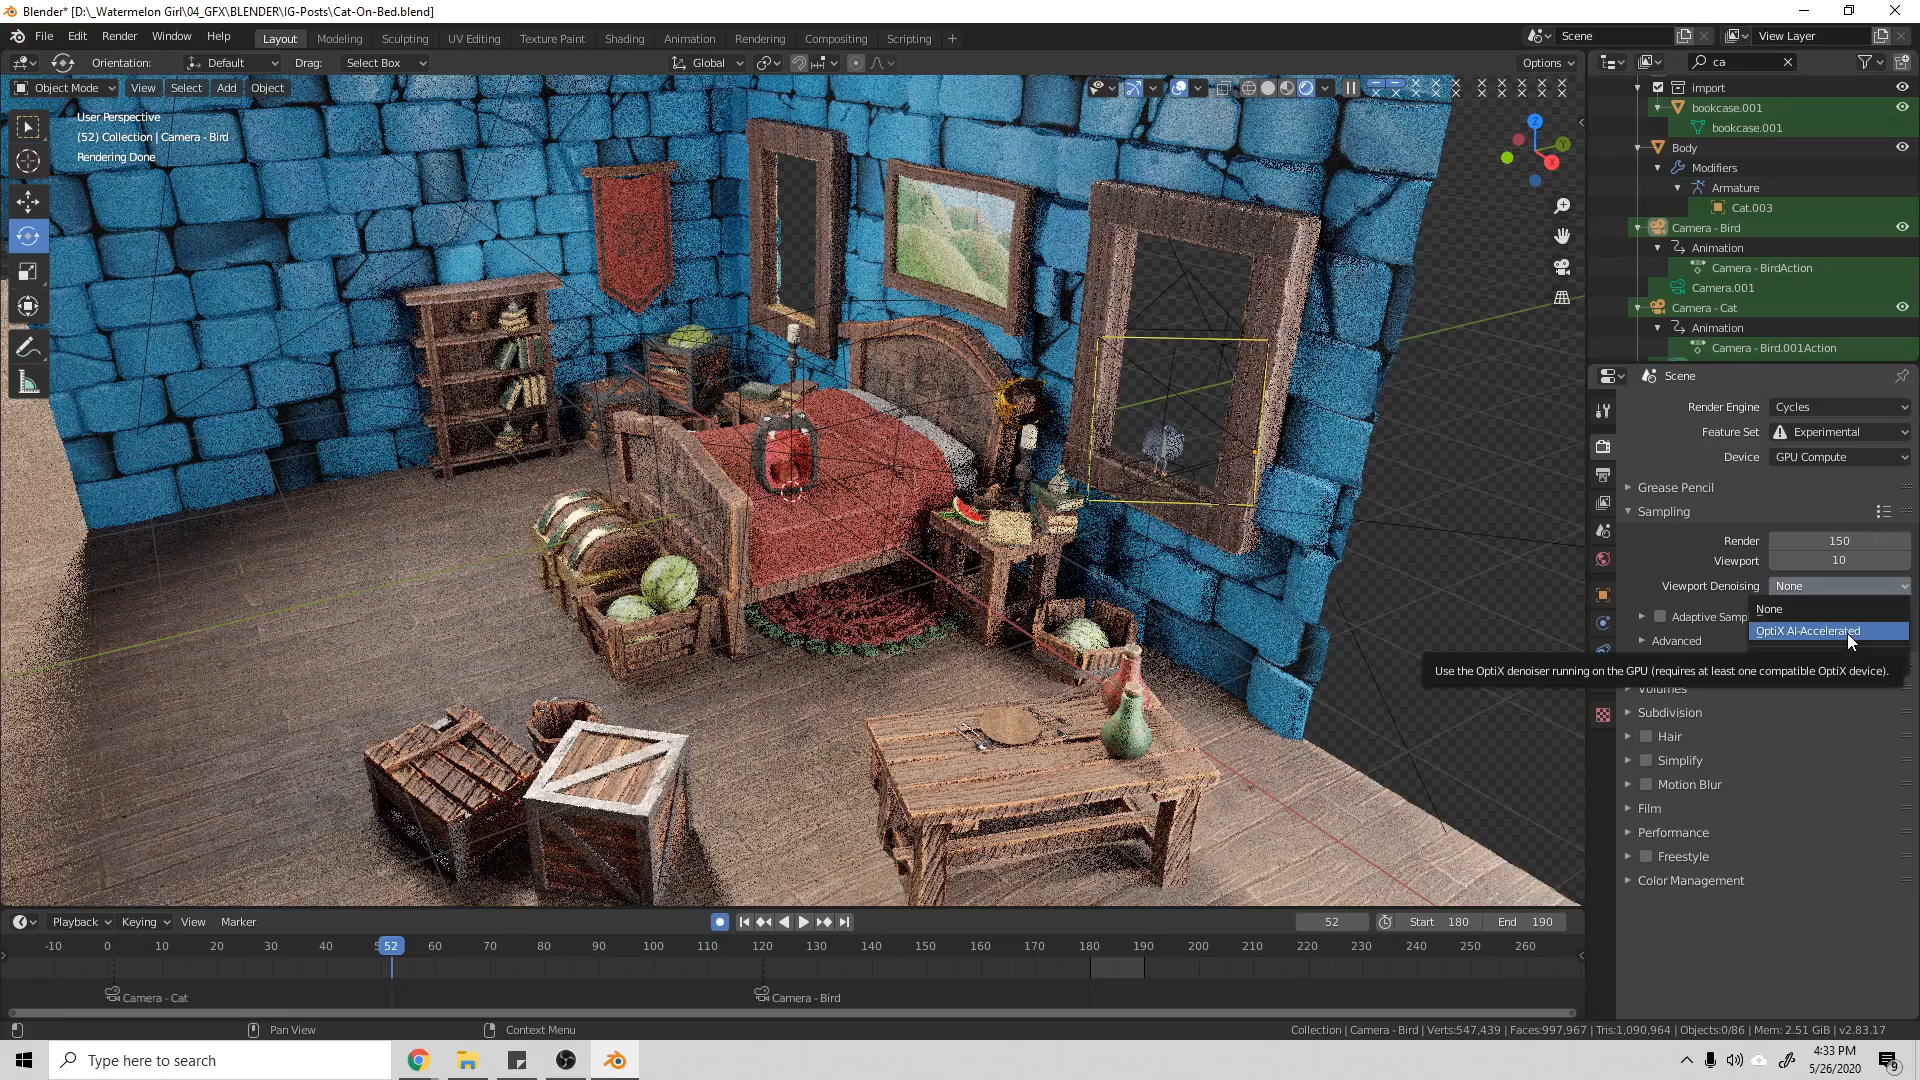 Blender* [D:\_Watermelon Girl\04_GFX\BLENDER\IG-Posts\Cat-On-Bed.blend]
File Edit Render Window Help Layout Modeling Sculpting UV Editing Texture Paint Shading Animation Rendering Compositing Scripting + Scene View Layer
Orientation: Default Drag: Select Box Global Options ca
Object Mode View Select Add Object
User Perspective
(52) Collection | Camera - Bird
Rendering Done
Z
Y
X
import
bookcase.001
bookcase.001
Body
Modifiers
Armature
Cat.003
Camera - Bird
Animation
Camera - BirdAction
Camera.001
Camera - Cat
Animation
Camera - Bird.001Action
Scene
Render Engine Cycles
Feature Set Experimental
Device GPU Compute
Grease Pencil
Sampling
Render 150
Viewport 10
Viewport Denoising None
None
Adaptive Samp
OptiX AI-Accelerated
Advanced
Use the OptiX denoiser running on the GPU (requires at least one compatible OptiX device).
Volumes
Subdivision
Hair
Simplify
Motion Blur
Film
Performance
Freestyle
Color Management
Playback Keying View Marker 52 Start 180 End 190
-10 0 10 20 30 40 52 60 70 80 90 100 110 120 130 140 150 160 170 180 190 200 210 220 230 240 250 260
Camera - Cat Camera - Bird
Pan View Context Menu Collection | Camera - Bird | Verts:547,439 | Faces:997,967 | Tris:1,090,964 | Objects:0/86 | Mem: 2.51 GiB | v2.83.17
Type here to search
4:33 PM
5/26/2020
9